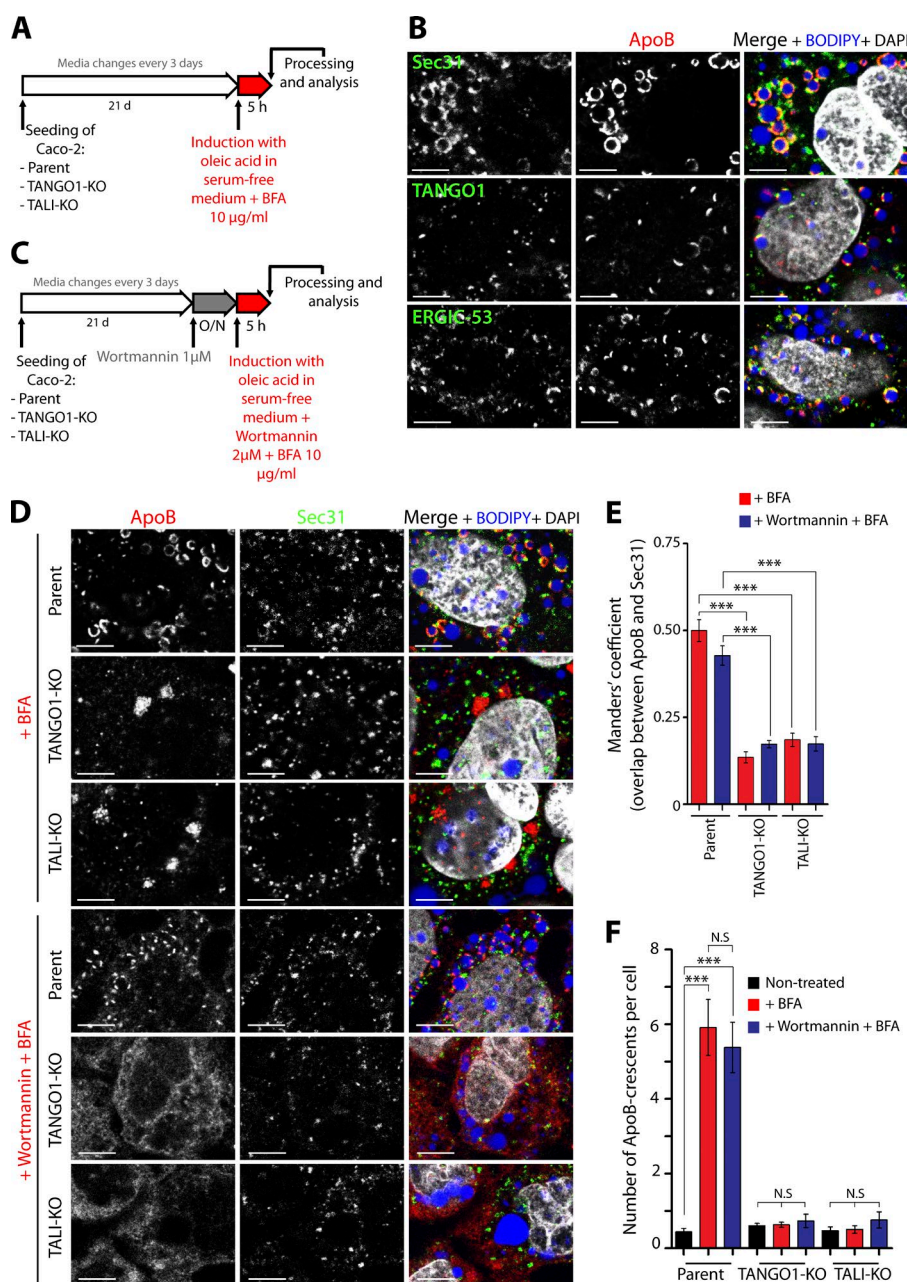 A
Media changes every 3 days
Processing
and analysis
21 d
5 h
Seeding of
Caco-2:
- Parent
- TANGO1-KO
- TALI-KO
Induction with
oleic acid in
serum-free
medium + BFA
10 µg/ml
B
ApoB
Merge + BODIPY+ DAPI
Sec31
TANGO1
ERGIC-53
C
Media changes every 3 days
Processing and
analysis
21 d
O/N
5 h
Wortmannin 1µM
Seeding of
Caco-2:
- Parent
- TANGO1-KO
- TALI-KO
Induction with
oleic acid in
serum-free
medium +
Wortmannin
2µM + BFA 10
µg/ml
D
ApoB
Sec31
Merge + BODIPY+ DAPI
+ BFA
Parent
TANGO1-KO
TALI-KO
+ Wortmannin + BFA
Parent
TANGO1-KO
TALI-KO
E
+ BFA
+ Wortmannin + BFA
Manders' coefficient
(overlap between ApoB and Sec31)
0.75
0.50
0.25
0
***
***
***
***
Parent
TANGO1-KO
TALI-KO
F
Number of ApoB-crescents per cell
8
6
4
2
0
N.S
***
***
Non-treated
+ BFA
+ Wortmannin + BFA
N.S
N.S
Parent
TANGO1-KO
TALI-KO